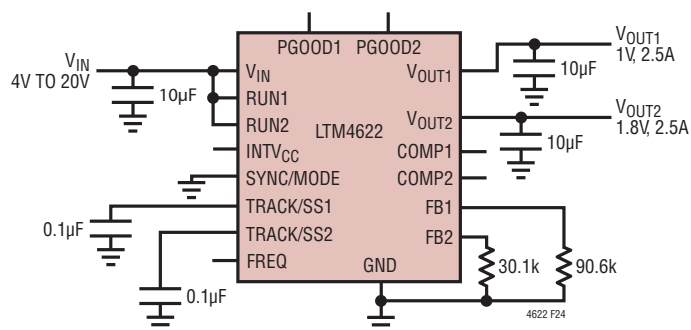 PGOOD1 PGOOD2
VIN
4V TO 20V
10µF
VIN
RUN1
RUN2
INTVCC
SYNC/MODE
TRACK/SS1
TRACK/SS2
FREQ
0.1µF
0.1µF
LTM4622
GND
VOUT1
VOUT2
COMP1
COMP2
FB1
FB2
10µF
VOUT1
1V, 2.5A
10µF
VOUT2
1.8V, 2.5A
30.1k
90.6k
4622 F24